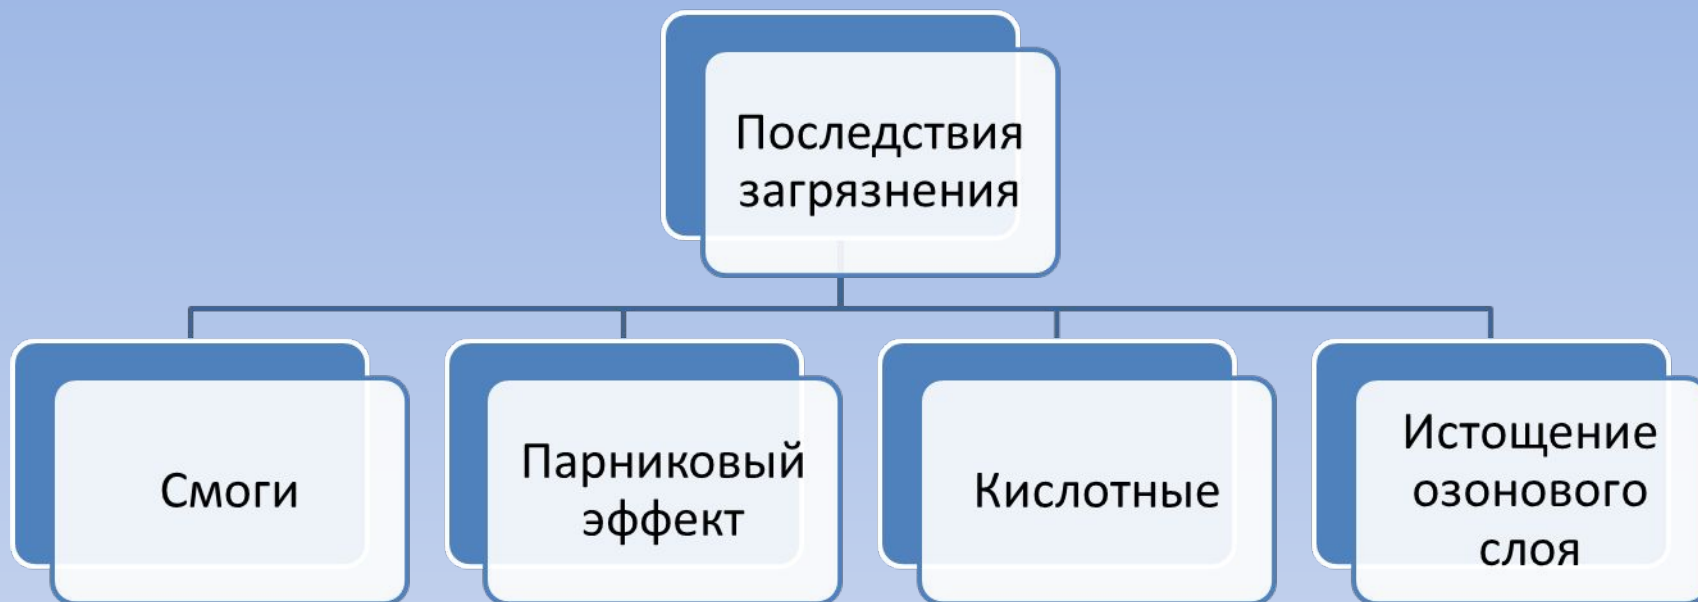 Последствия
загрязнения
Смоги
Парниковый
эффект
Кислотные
Истощение
озонового
слоя